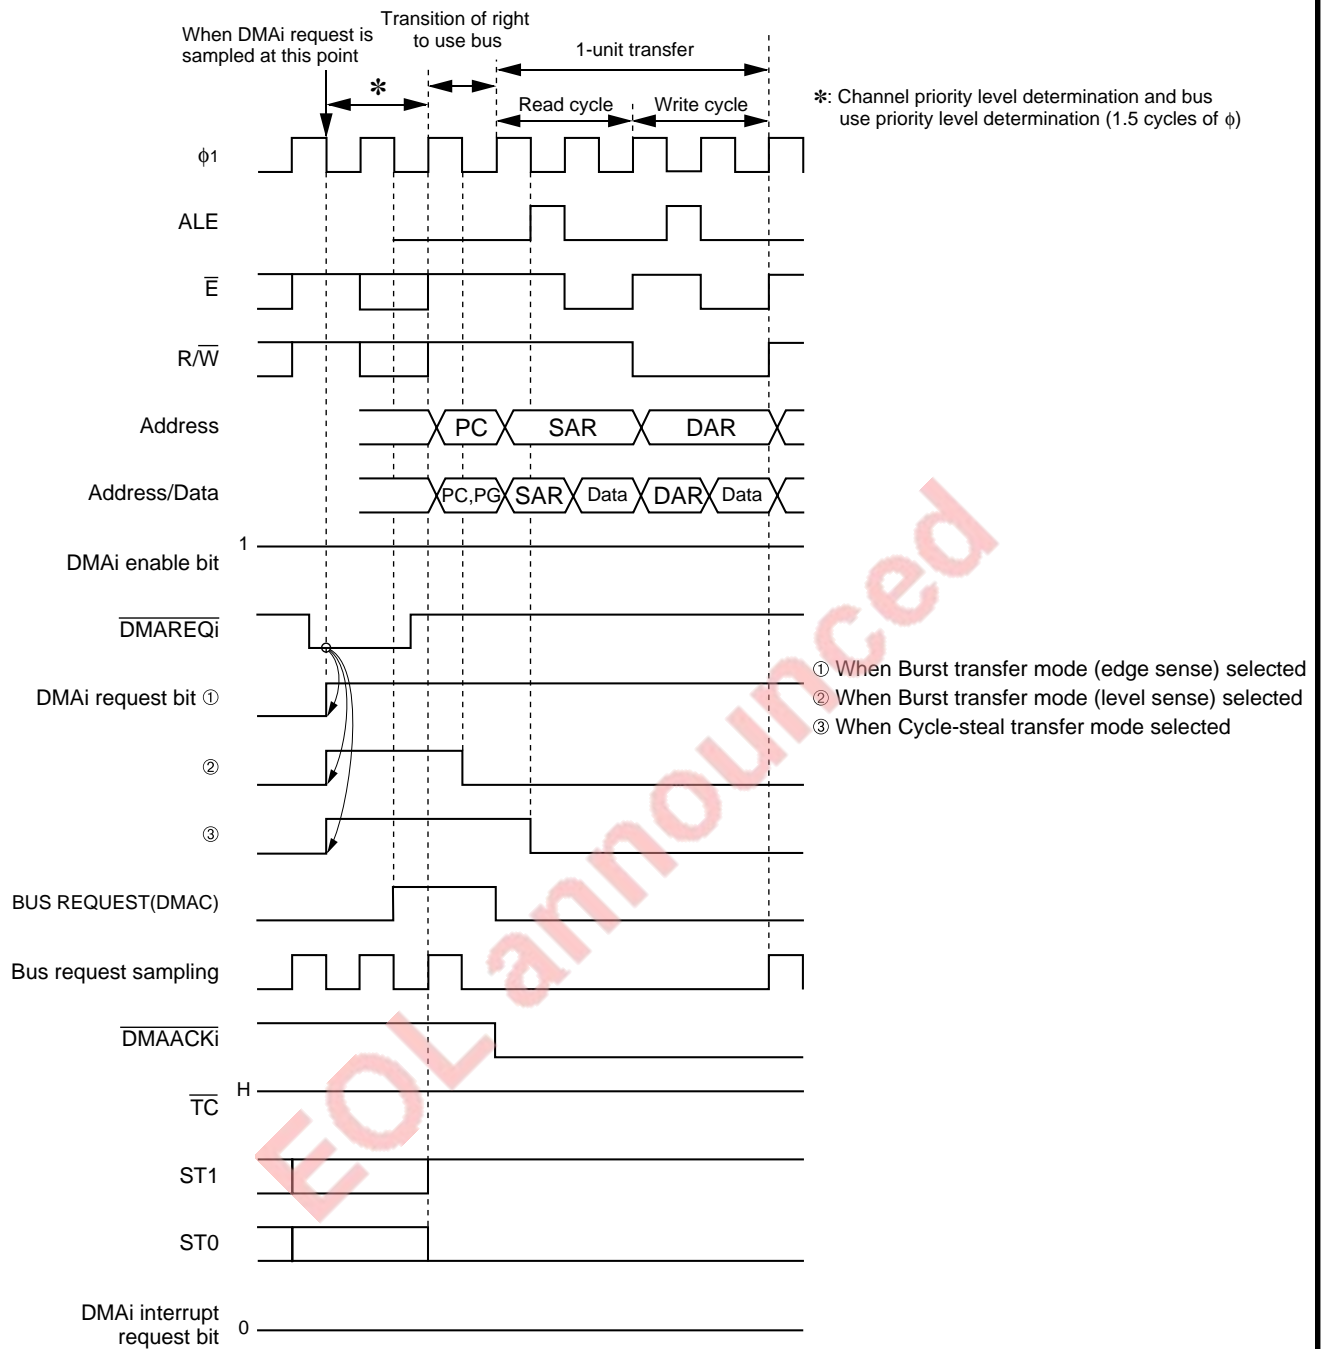 When DMAi request is
sampled at this point
Transition of right
to use bus
1-unit transfer
✻
Read cycle
Write cycle
✻: Channel priority level determination and bus
use priority level determination (1.5 cycles of ϕ)
ϕ1
ALE
E̅
R/W̅
Address
PC
SAR
DAR
Address/Data
PC,PG
SAR
Data
DAR
Data
DMAi enable bit
1
D̅M̅A̅R̅E̅Q̅i̅
DMAi request bit ①
① When Burst transfer mode (edge sense) selected
② When Burst transfer mode (level sense) selected
③ When Cycle-steal transfer mode selected
②
③
BUS REQUEST(DMAC)
Bus request sampling
D̅M̅A̅A̅C̅K̅i̅
T̅C̅
H
ST1
ST0
DMAi interrupt
request bit
0
EOL announced